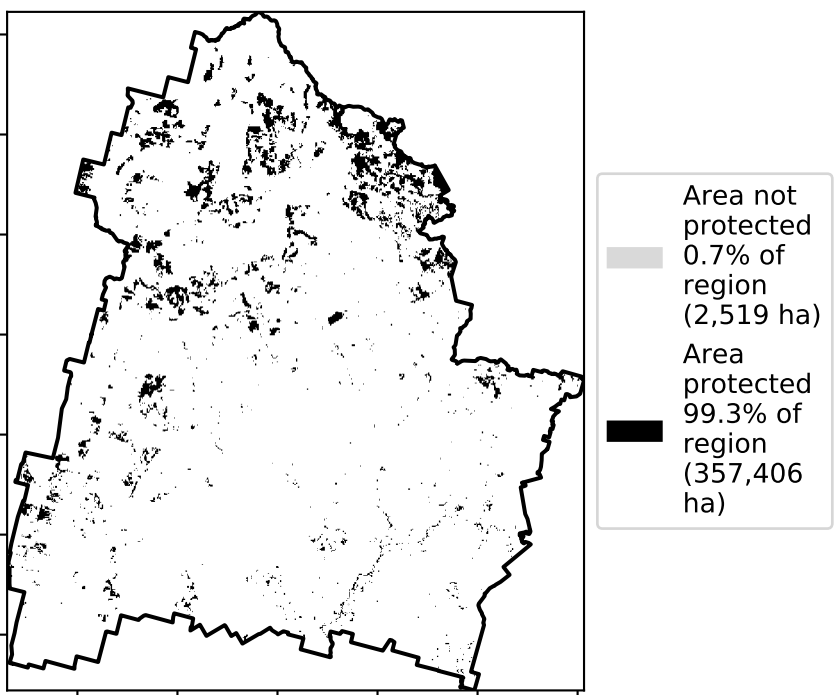 Area not
protected
0.7% of
region
(2,519 ha)
Area
protected
99.3% of
region
(357,406
ha)